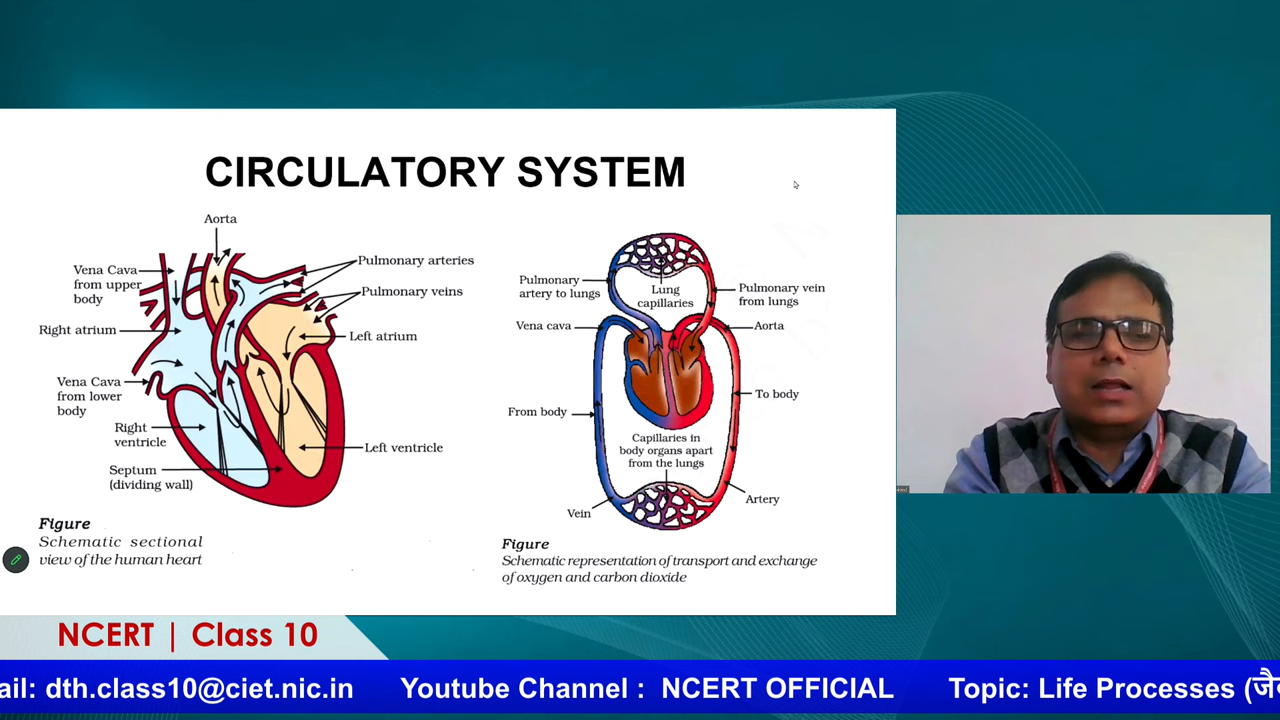 CIRCULATORY SYSTEM
Aorta
Vena Cava
from upper
body
Pulmonary arteries
Pulmonary veins
Right atrium
Left atrium
Vena Cava
from lower
body
Right
ventricle
Left ventricle
Septum
(dividing wall)
Figure
Schematic sectional
view of the human heart
Pulmonary
artery to lungs
Lung
capillaries
Pulmonary vein
from lungs
Vena cava
Aorta
To body
From body
Capillaries in
body organs apart
from the lungs
Artery
Vein
Figure
Schematic representation of transport and exchange
of oxygen and carbon dioxide
NCERT | Class 10
ail: dth.class10@ciet.nic.in Youtube Channel : NCERT OFFICIAL Topic: Life Processes (जै